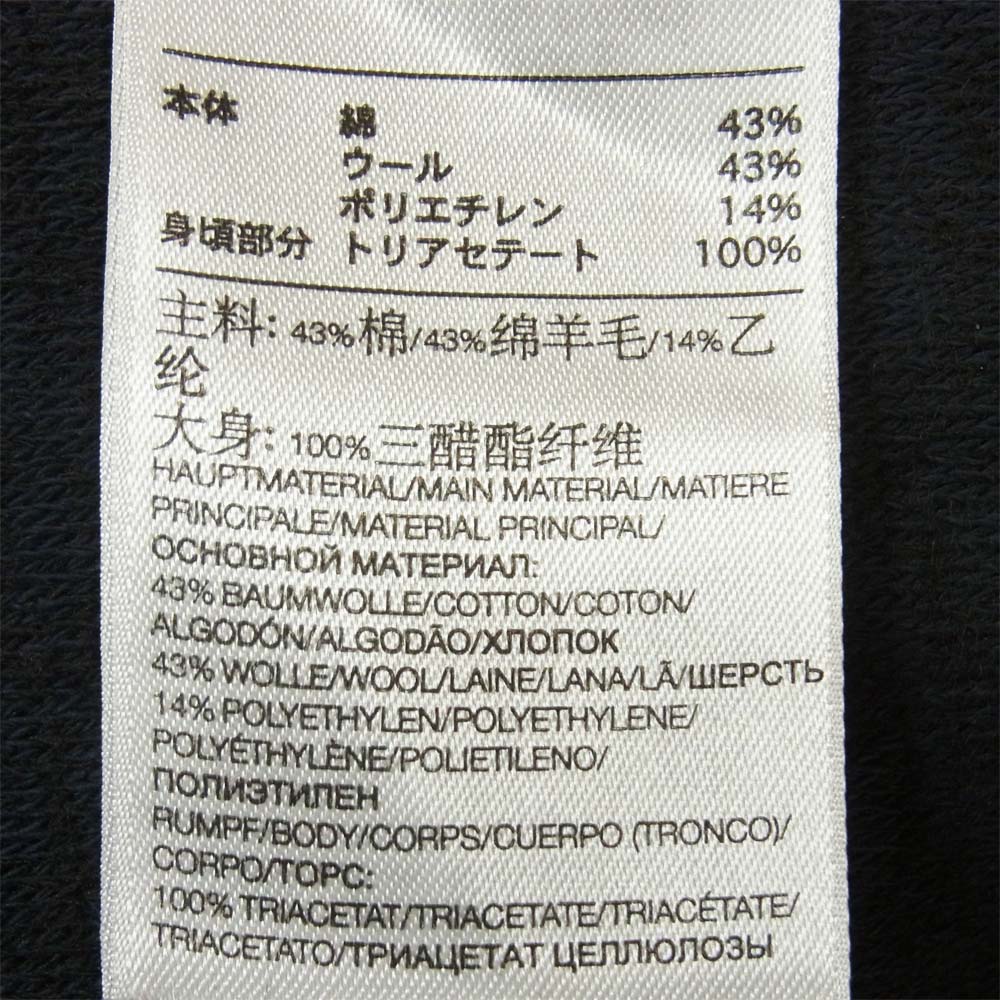 本体 綿 43%
ウール 43%
ポリエチレン 14%
身頃部分 トリアセテート 100%
主料: 43%棉/43%绵羊毛/14%乙
纶
大身: 100%三醋酯纤维
HAUPTMATERIAL/MAIN MATERIAL/MATIERE
PRINCIPALE/MATERIAL PRINCIPAL/
ОСНОВНОЙ МАТЕРИАЛ:
43% BAUMWOLLE/COTTON/COTON/
ALGODÓN/ALGODÃO/ХЛОПОК
43% WOLLE/WOOL/LAINE/LANA/LÃ/ШЕРСТЬ
14% POLYETHYLEN/POLYETHYLENE/
POLYÉTHYLÈNE/POLIETILENO/
ПОЛИЭТИЛЕН
RUMPF/BODY/CORPS/CUERPO (TRONCO)/
CORPO/ТОРС:
100% TRIACETAT/TRIACETATE/TRIACÉTATE/
TRIACETATO/ТРИАЦЕТАТ ЦЕЛЛЮЛОЗЫ